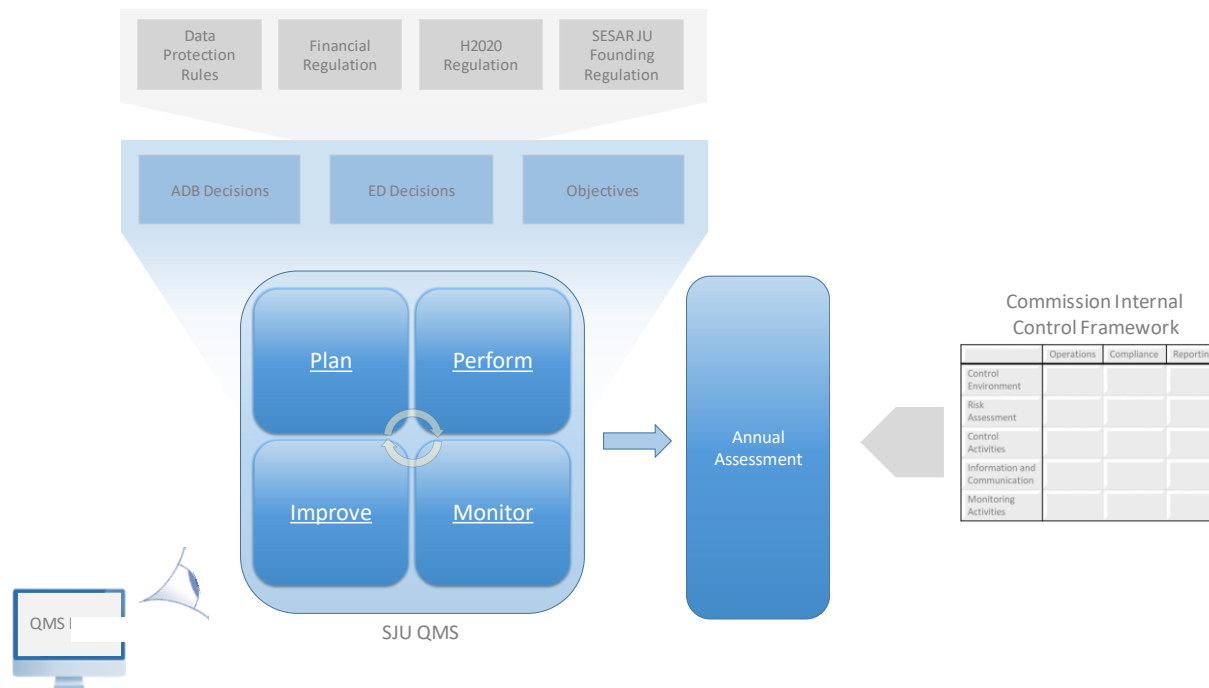 Data
Protection
Rules
Financial
Regulation
H2020
Regulation
SESAR JU
Founding
Regulation
ADB Decisions
ED Decisions
Objectives
Plan
Perform
Improve
Monitor
SJU QMS
Annual
Assessment
Commission Internal
Control Framework
Operations
Compliance
Control
Environment
Risk
Assessment
Control
Activities
Information and
Communication
Monitoring
Activities
QMS